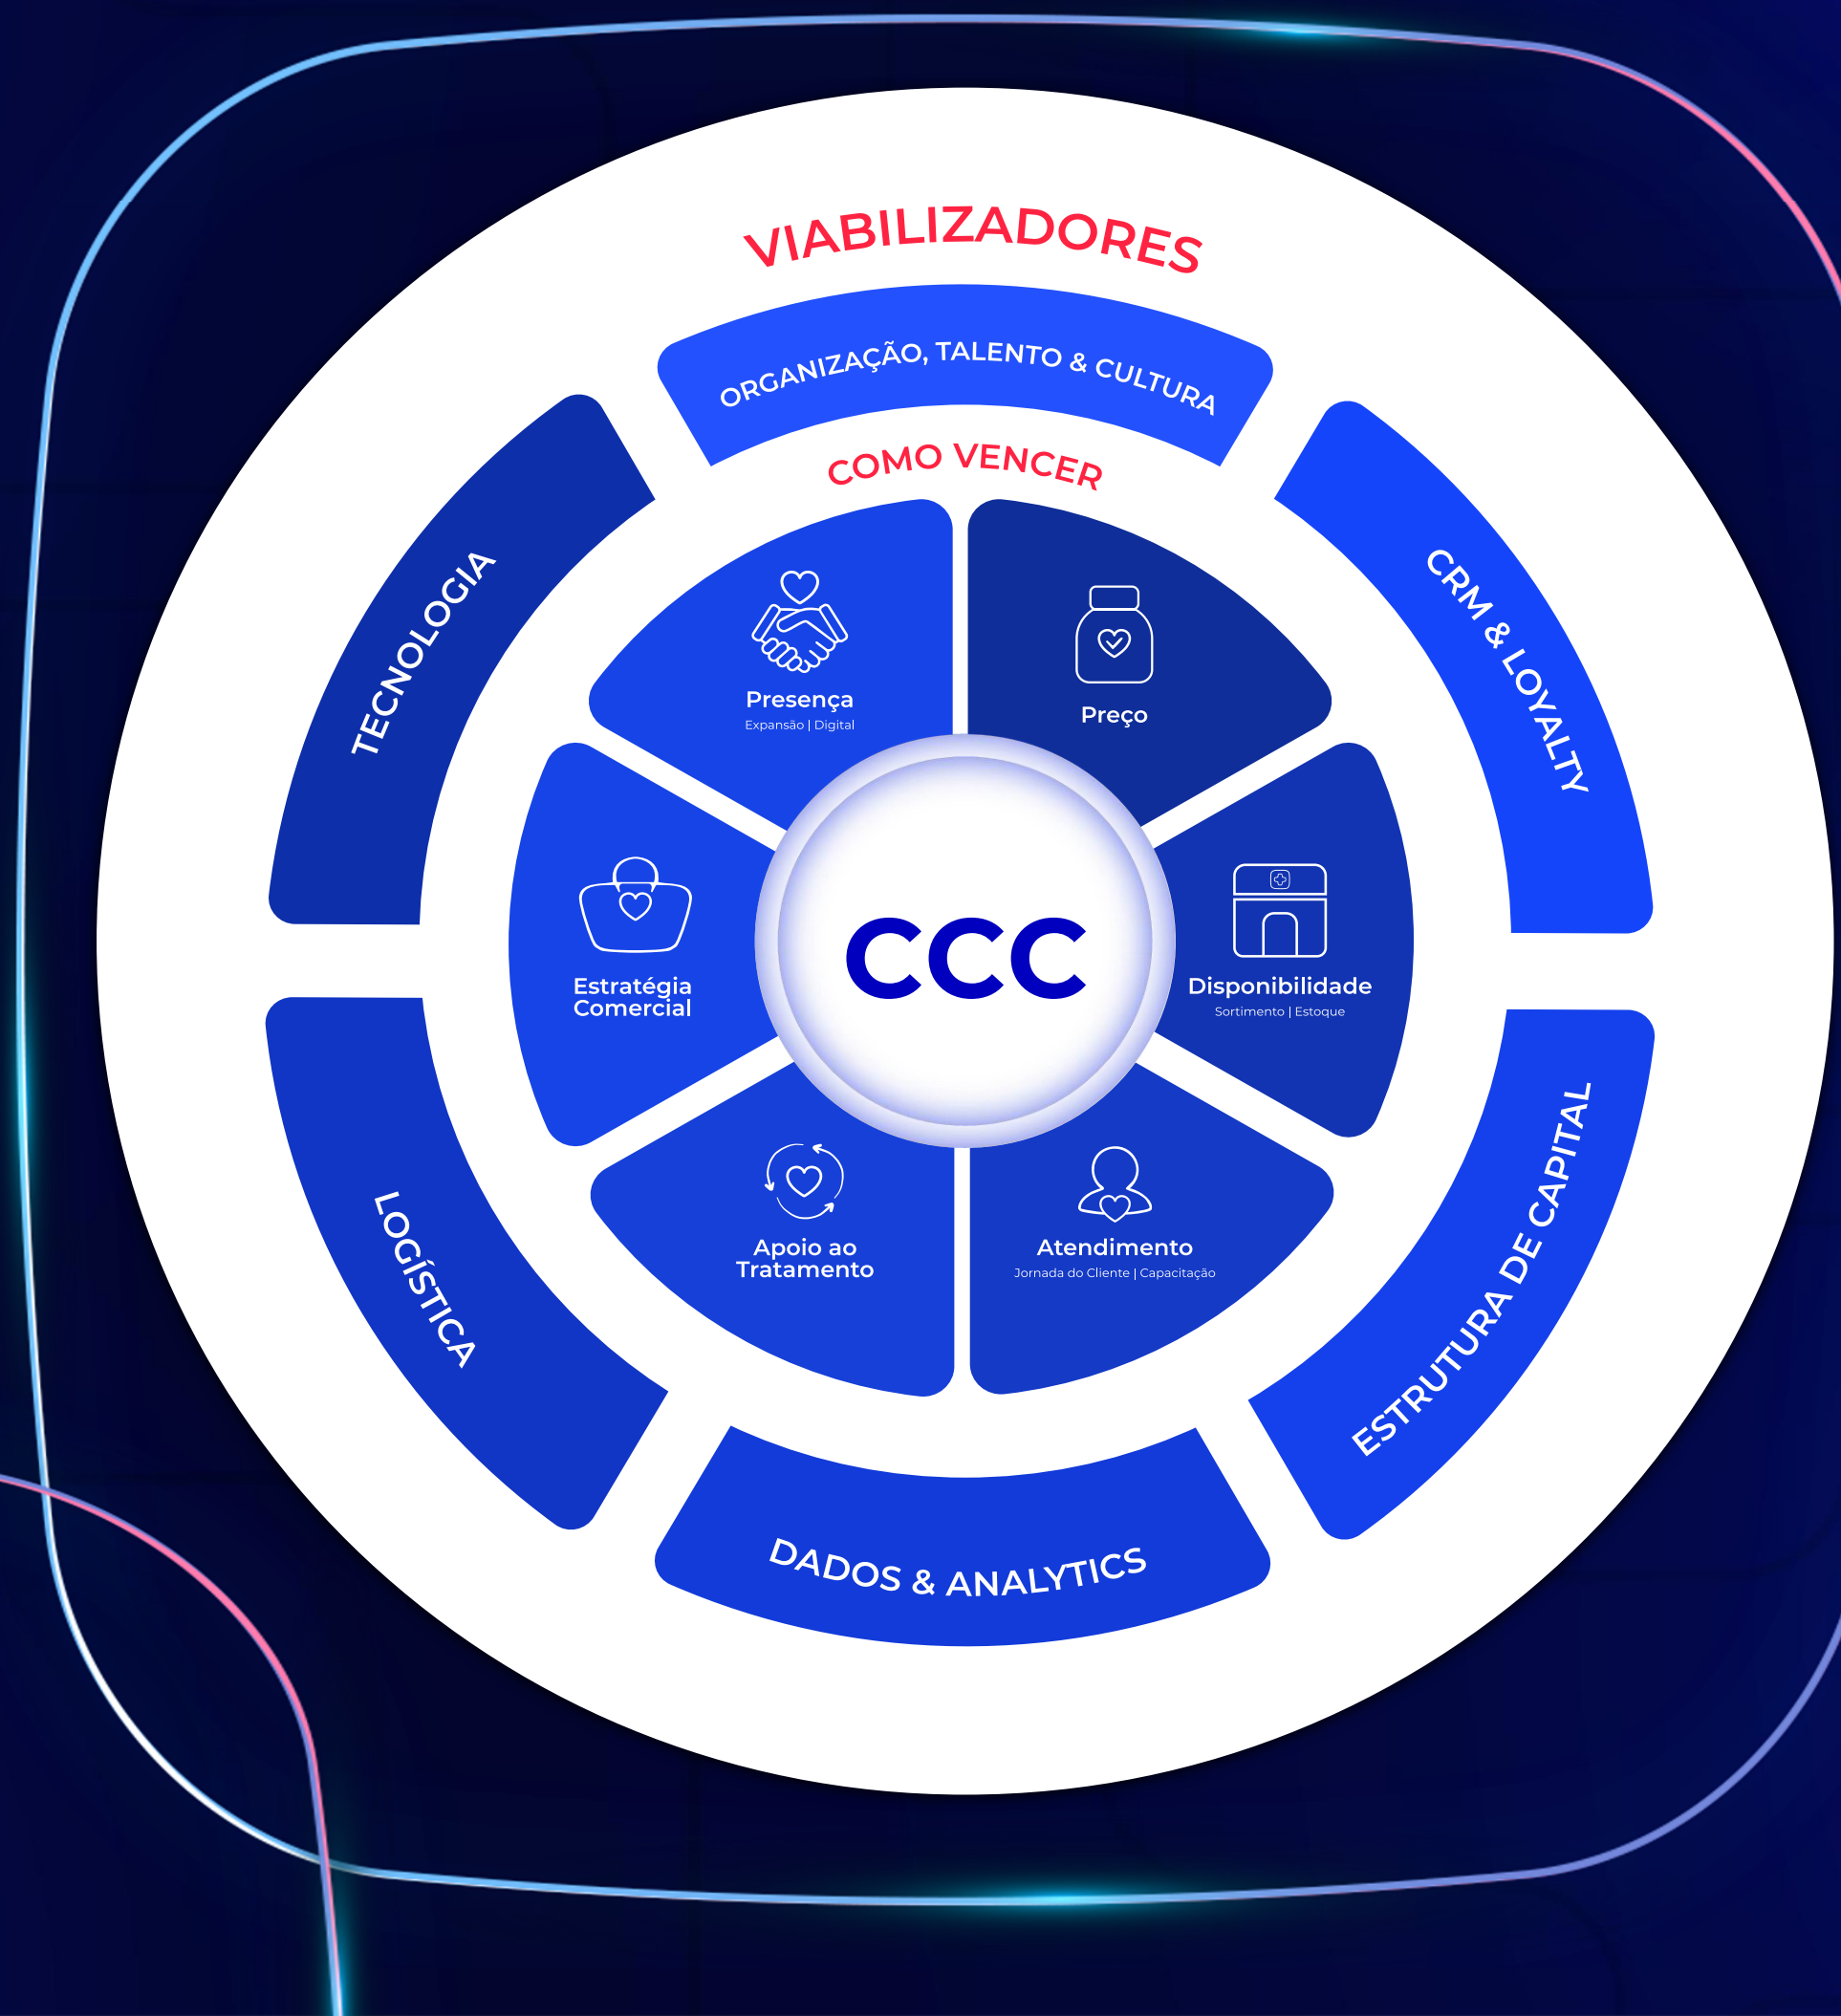 VIABILIZADORES
ORGANIZAÇÃO, TALENTO & CULTURA
CRM & LOYALTY
ESTRUTURA DE CAPITAL
DADOS & ANALYTICS
LOGÍSTICA
TECNOLOGIA
COMO VENCER
Presença
Expansão | Digital
Preço
Disponibilidade
Sortimento | Estoque
Atendimento
Jornada do Cliente | Capacitação
Apoio ao
Tratamento
Estratégia
Comercial
CCC